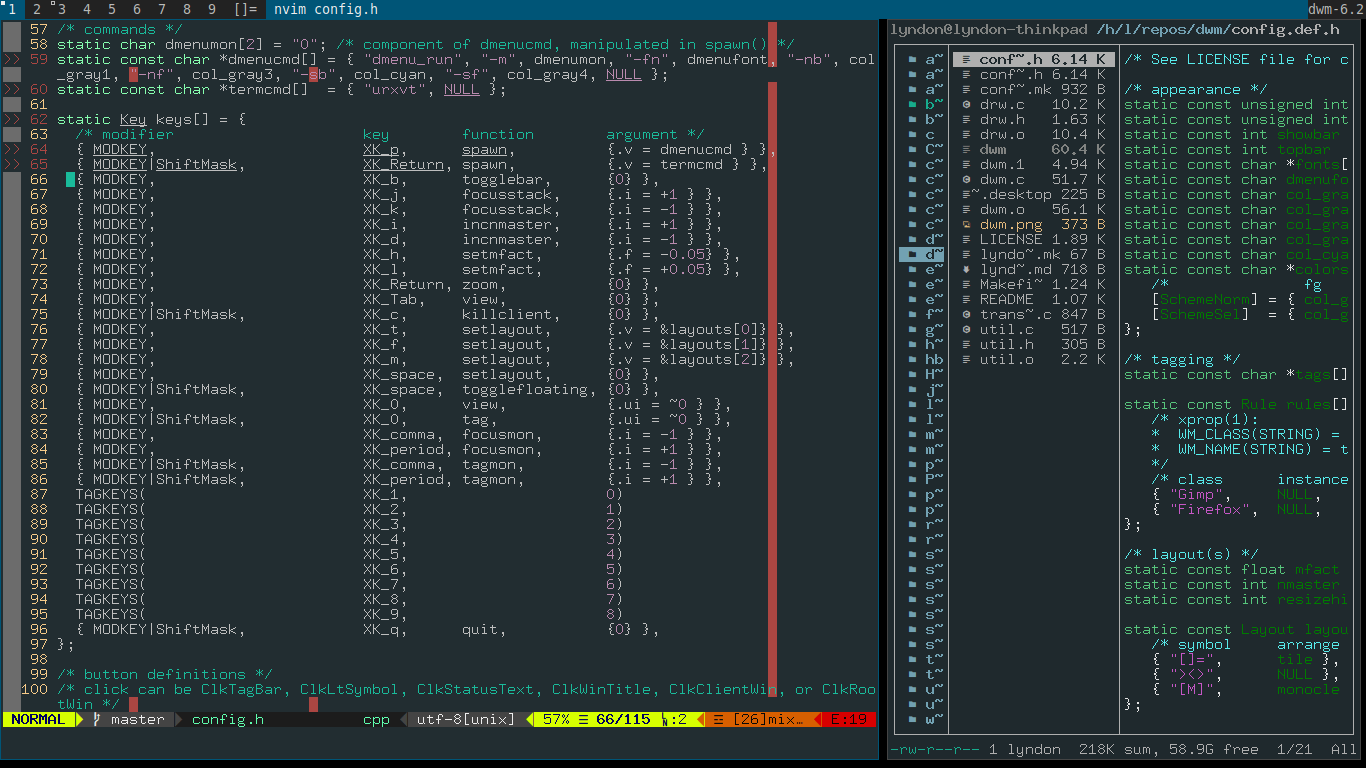 1 2 3 4 5 6 7 8 9 []= nvim config.h dwm-6.2
57 /* commands */
58 static char dmenumon[2] = "0"; /* component of dmenucmd, manipulated in spawn() */
>> 59 static const char *dmenucmd[] = { "dmenu_run", "-m", dmenumon, "-fn", dmenufont, "-nb", col
_gray1, "-nf", col_gray3, "-sb", col_cyan, "-sf", col_gray4, NULL };
>> 60 static const char *termcmd[]  = { "urxvt", NULL };
61
>> 62 static Key keys[] = {
63 /* modifier key function argument */
>> 64 { MODKEY, XK_p, spawn, {.v = dmenucmd } },
>> 65 { MODKEY|ShiftMask, XK_Return, spawn, {.v = termcmd } },
66 { MODKEY, XK_b, togglebar, {0} },
67 { MODKEY, XK_j, focusstack, {.i = +1 } },
68 { MODKEY, XK_k, focusstack, {.i = -1 } },
69 { MODKEY, XK_i, incnmaster, {.i = +1 } },
70 { MODKEY, XK_d, incnmaster, {.i = -1 } },
71 { MODKEY, XK_h, setmfact, {.f = -0.05} },
72 { MODKEY, XK_l, setmfact, {.f = +0.05} },
73 { MODKEY, XK_Return, zoom, {0} },
74 { MODKEY, XK_Tab, view, {0} },
75 { MODKEY|ShiftMask, XK_c, killclient, {0} },
76 { MODKEY, XK_t, setlayout, {.v = &layouts[0]} },
77 { MODKEY, XK_f, setlayout, {.v = &layouts[1]} },
78 { MODKEY, XK_m, setlayout, {.v = &layouts[2]} },
79 { MODKEY, XK_space, setlayout, {0} },
80 { MODKEY|ShiftMask, XK_space, togglefloating, {0} },
81 { MODKEY, XK_0, view, {.ui = ~0 } },
82 { MODKEY|ShiftMask, XK_0, tag, {.ui = ~0 } },
83 { MODKEY, XK_comma, focusmon, {.i = -1 } },
84 { MODKEY, XK_period, focusmon, {.i = +1 } },
85 { MODKEY|ShiftMask, XK_comma, tagmon, {.i = -1 } },
86 { MODKEY|ShiftMask, XK_period, tagmon, {.i = +1 } },
87 TAGKEYS( XK_1, 0)
88 TAGKEYS( XK_2, 1)
89 TAGKEYS( XK_3, 2)
90 TAGKEYS( XK_4, 3)
91 TAGKEYS( XK_5, 4)
92 TAGKEYS( XK_6, 5)
93 TAGKEYS( XK_7, 6)
94 TAGKEYS( XK_8, 7)
95 TAGKEYS( XK_9, 8)
96 { MODKEY|ShiftMask, XK_q, quit, {0} },
97 };
98
99 /* button definitions */
100 /* click can be ClkTagBar, ClkLtSymbol, ClkStatusText, ClkWinTitle, ClkClientWin, or ClkRoo
tWin */
NORMAL master config.h cpp utf-8[unix] 57% ☰ 66/115 :2 ☲ [26]mix… E:19
lyndon@lyndon-thinkpad /h/l/repos/dwm/config.def.h
a~ conf~.h 6.14 K /* See LICENSE file for c
a~ conf~.h 6.14 K
a~ conf~.mk 932 B /* appearance */
b~ drw.c 10.2 K static const unsigned int
b~ drw.h 1.63 K static const unsigned int
c drw.o 10.4 K static const int showbar
C~ dwm 60.4 K static const int topbar
c~ dwm.1 4.94 K static const char *fonts[
c~ dwm.c 51.7 K static const char dmenufo
c~ ~.desktop 225 B static const char col_gra
c~ dwm.o 56.1 K static const char col_gra
c~ dwm.png 373 B static const char col_gra
d~ LICENSE 1.89 K static const char col_gra
d~ lyndo~.mk 67 B static const char col_cya
e~ lynd~.md 718 B static const char *colors
e~ Makefi~ 1.24 K /* fg
e~ README 1.07 K [SchemeNorm] = { col_g
f~ trans~.c 847 B [SchemeSel]  = { col_g
g~ util.c 517 B };
h~ util.h 305 B
hb util.o 2.2 K /* tagging */
H~ static const char *tags[]
j~
l~ static const Rule rules[]
l~ /* xprop(1):
m~ *  WM_CLASS(STRING) =
m~ *  WM_NAME(STRING) = t
p~ */
P~ /* class instance
p~ { "Gimp", NULL,
p~ { "Firefox", NULL,
r~ };
r~
s~ /* layout(s) */
s~ static const float mfact
s~ static const int nmaster
s~ static const int resizehi
s~
s~ static const Layout layou
s~ /* symbol arrange
t~ { "[]=", tile },
t~ { "><>", NULL },
u~ { "[M]", monocle
u~ };
w~
-rw-r--r-- 1 lyndon 218K sum, 58.9G free 1/21 All